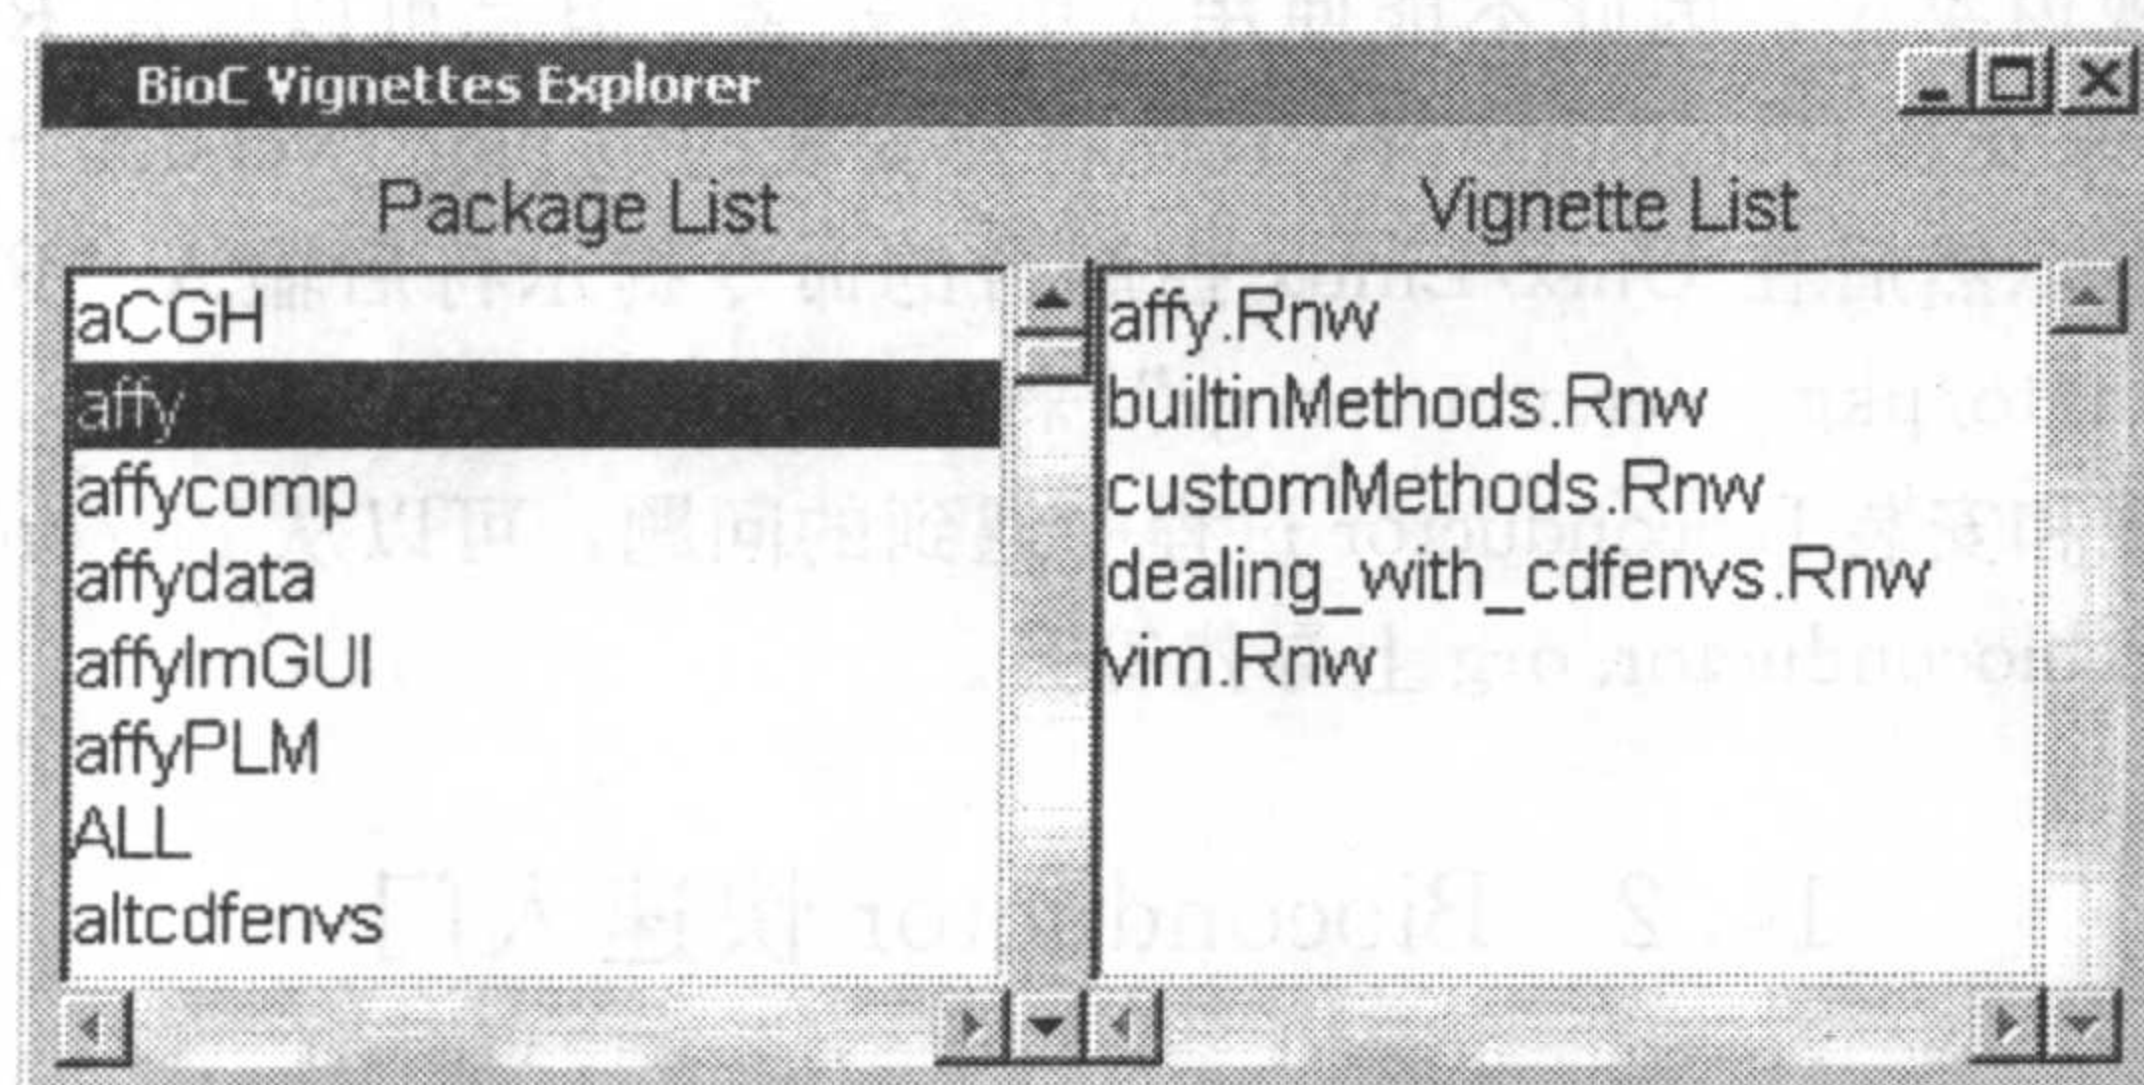 BioC Vignettes Explorer
Package List
aCGH
affy
affycomp
affydata
affylmGUI
affyPLM
ALL
altcdfenvs
Vignette List
affy.Rnw
builtinMethods.Rnw
customMethods.Rnw
dealing_with_cdfenvs.Rnw
vim.Rnw